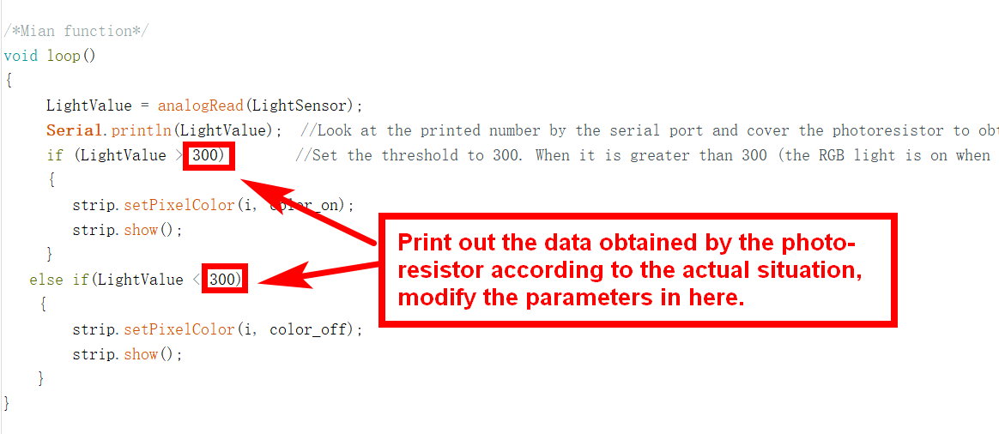 /*Mian function*/
void loop()
{
LightValue = analogRead(LightSensor);
Serial.println(LightValue);  //Look at the printed number by the serial port and cover the photoresistor to
if (LightValue > 300)        //Set the threshold to 300. When it is greater than 300 (the RGB light is on when
{
strip.setPixelColor(i, color_on);
strip.show();
}
else if(LightValue < 300)
{
strip.setPixelColor(i, color_off);
strip.show();
}
}
Print out the data obtained by the photo-
resistor according to the actual situation,
modify the parameters in here.